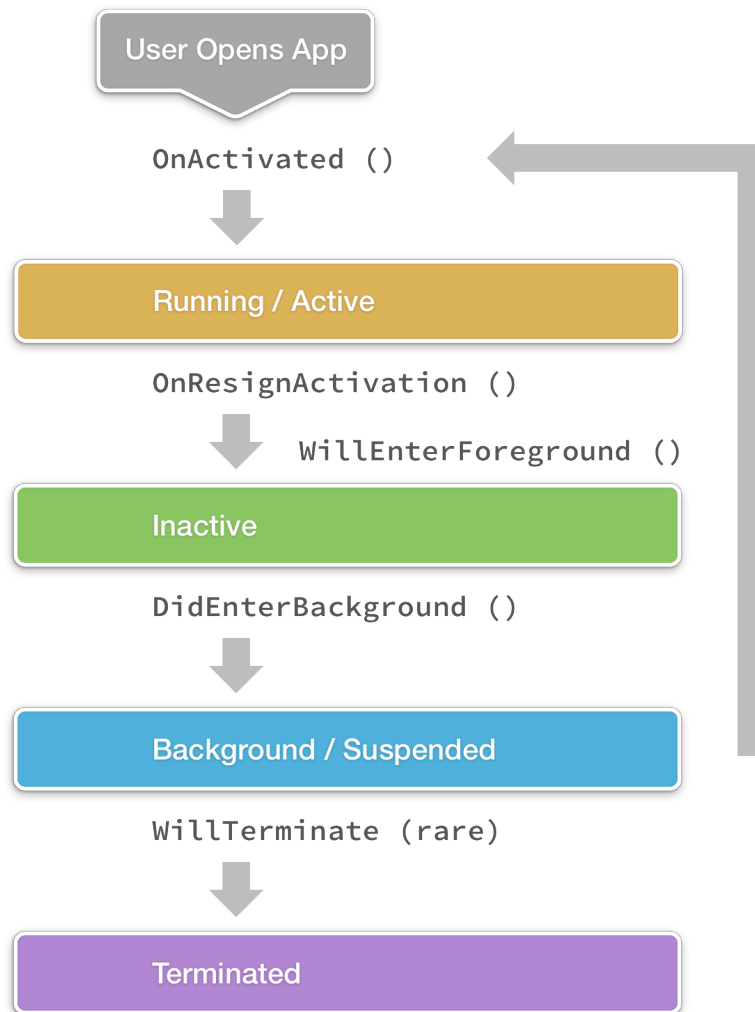 User Opens App
OnActivated ()
Running / Active
OnResignActivation ()
WillEnterForeground ()
Inactive
DidEnterBackground ()
Background / Suspended
WillTerminate (rare)
Terminated